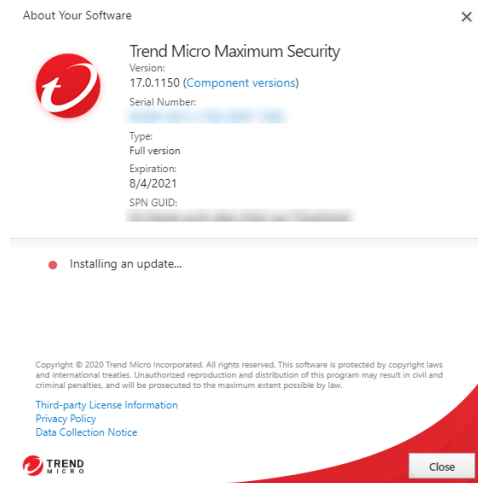 About Your Software
Trend Micro Maximum Security
Version:
17.0.1150 (Component versions)
Serial Number:
Type:
Full version
Expiration:
8/4/2021
SPN GUID:
Installing an update...
Copyright © 2020 Trend Micro Incorporated. All rights reserved. This software is protected by copyright laws
and international treaties. Unauthorized reproduction and distribution of this program may result in civil and
criminal penalties, and will be prosecuted to the maximum extent possible by law.
Third-party License Information
Privacy Policy
Data Collection Notice
TREND
MICRO
Close